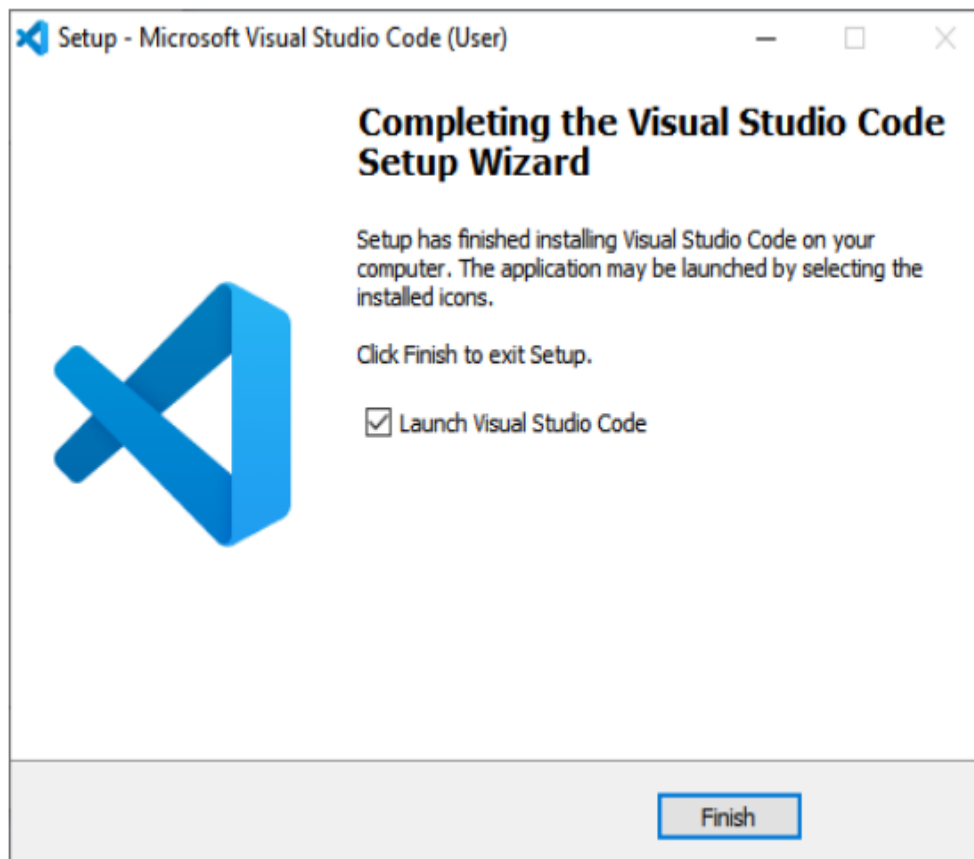 Setup - Microsoft Visual Studio Code (User)
Completing the Visual Studio Code
Setup Wizard
Setup has finished installing Visual Studio Code on your
computer. The application may be launched by selecting the
installed icons.
Click Finish to exit Setup.
Launch Visual Studio Code
Finish